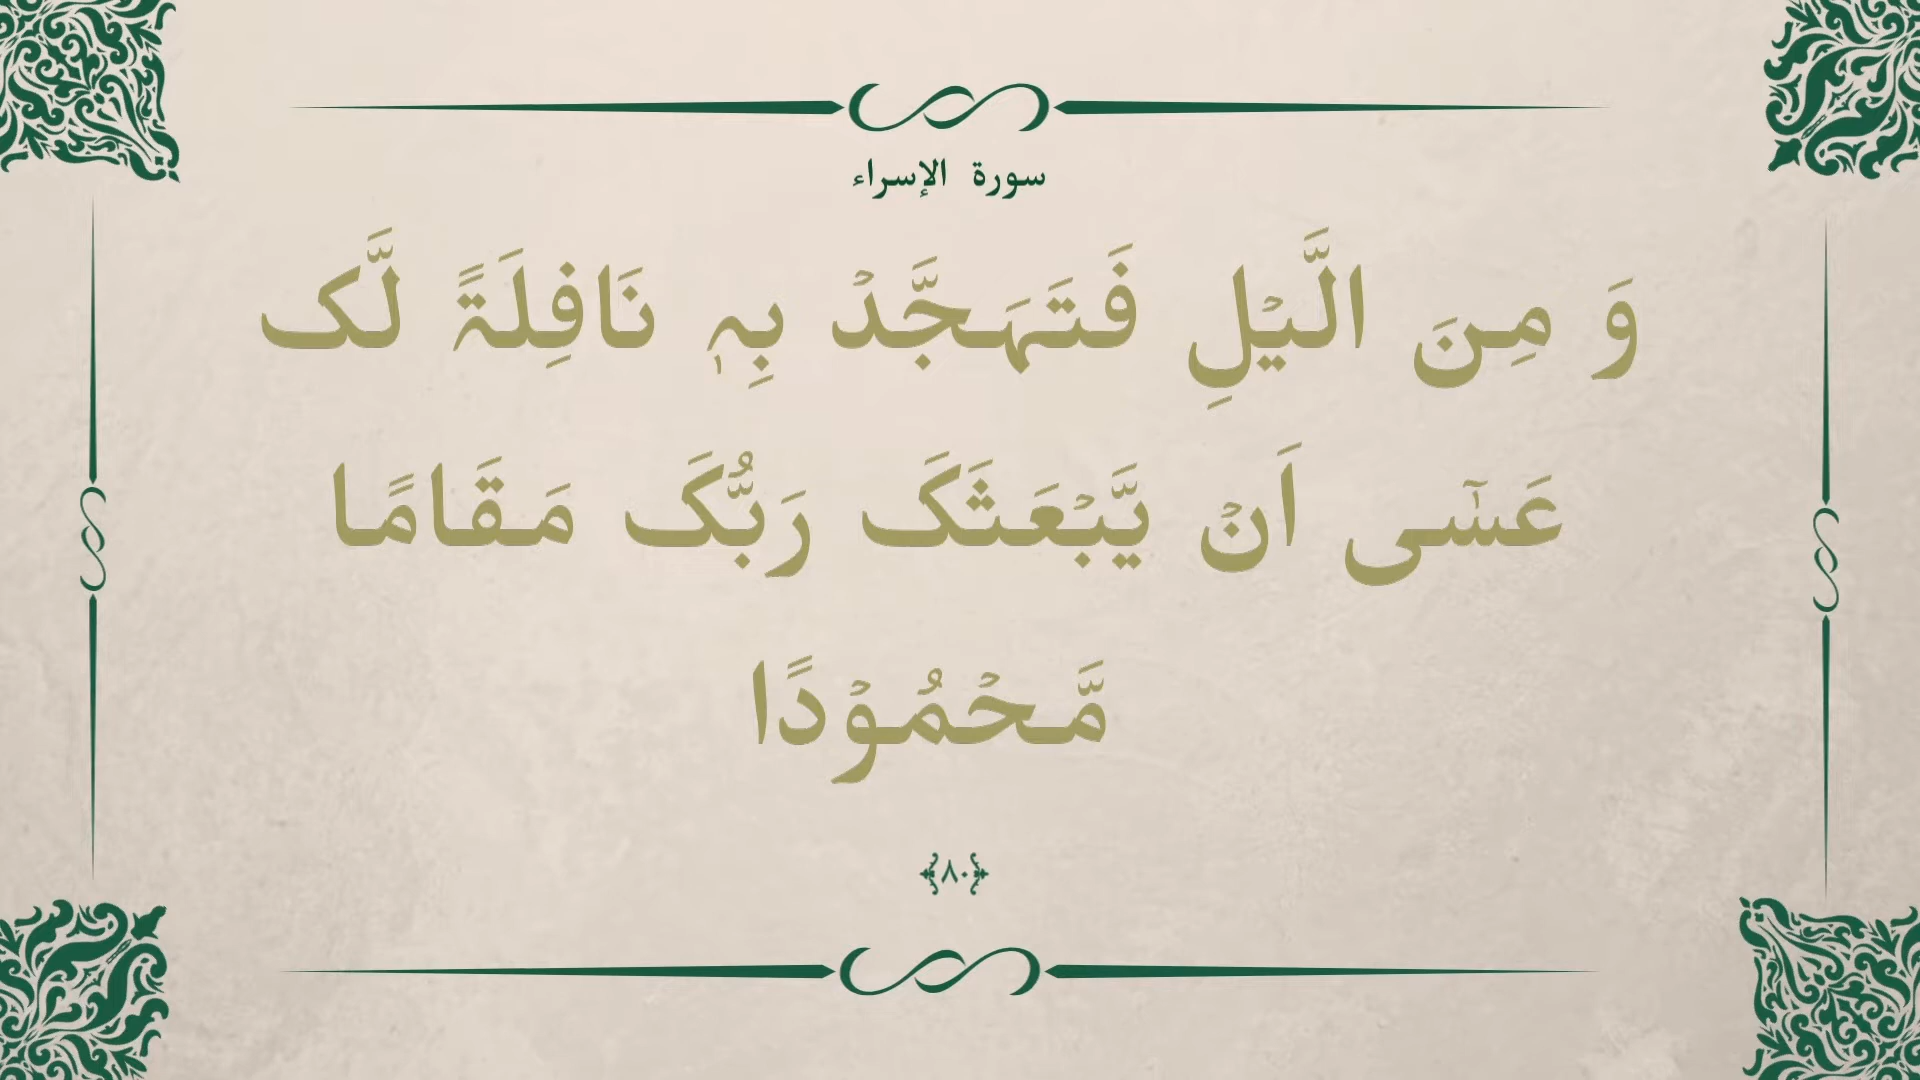 سورة الإسراء
وَ مِنَ الَّیۡلِ فَتَہَجَّدۡ بِہٖ نَافِلَۃً لَّک
عَسٰۤی اَنۡ یَّبۡعَثَکَ رَبُّکَ مَقَامًا
مَّحۡمُوۡدًا
﴿٨٠﴾